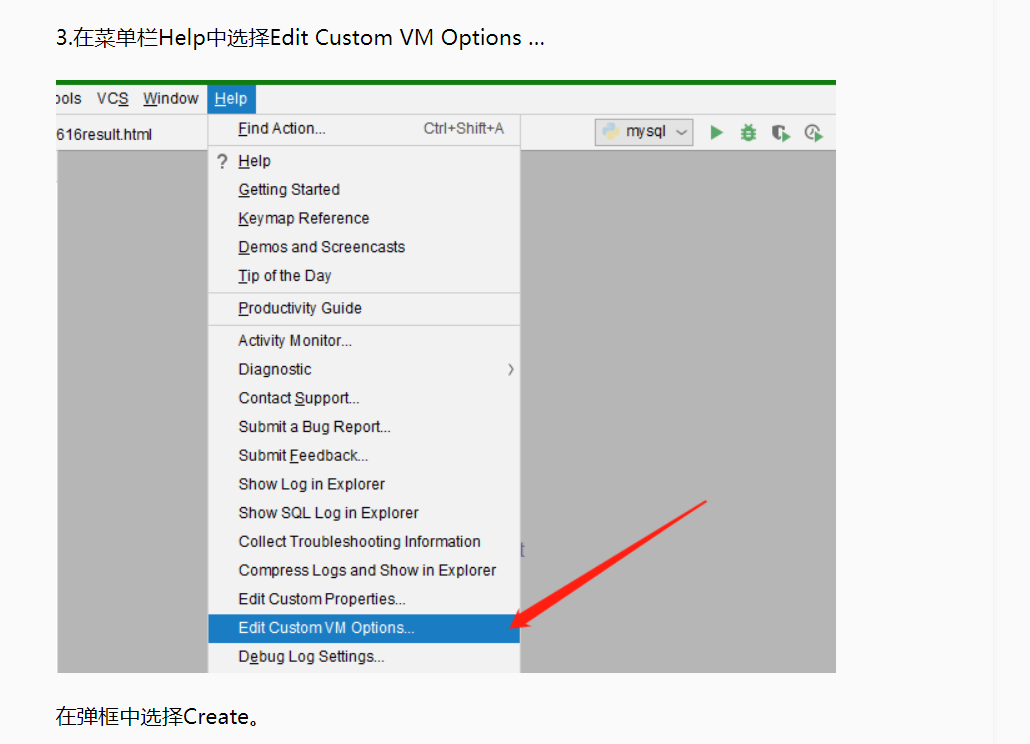 3.在菜单栏Help中选择Edit Custom VM Options ...
ools VCS Window Help
616result.html
Find Action... Ctrl+Shift+A
mysql
? Help
Getting Started
Keymap Reference
Demos and Screencasts
Tip of the Day
Productivity Guide
Activity Monitor...
Diagnostic
Contact Support...
Submit a Bug Report...
Submit Feedback...
Show Log in Explorer
Show SQL Log in Explorer
Collect Troubleshooting Information
Compress Logs and Show in Explorer
Edit Custom Properties...
Edit Custom VM Options...
Debug Log Settings...
在弹框中选择Create。